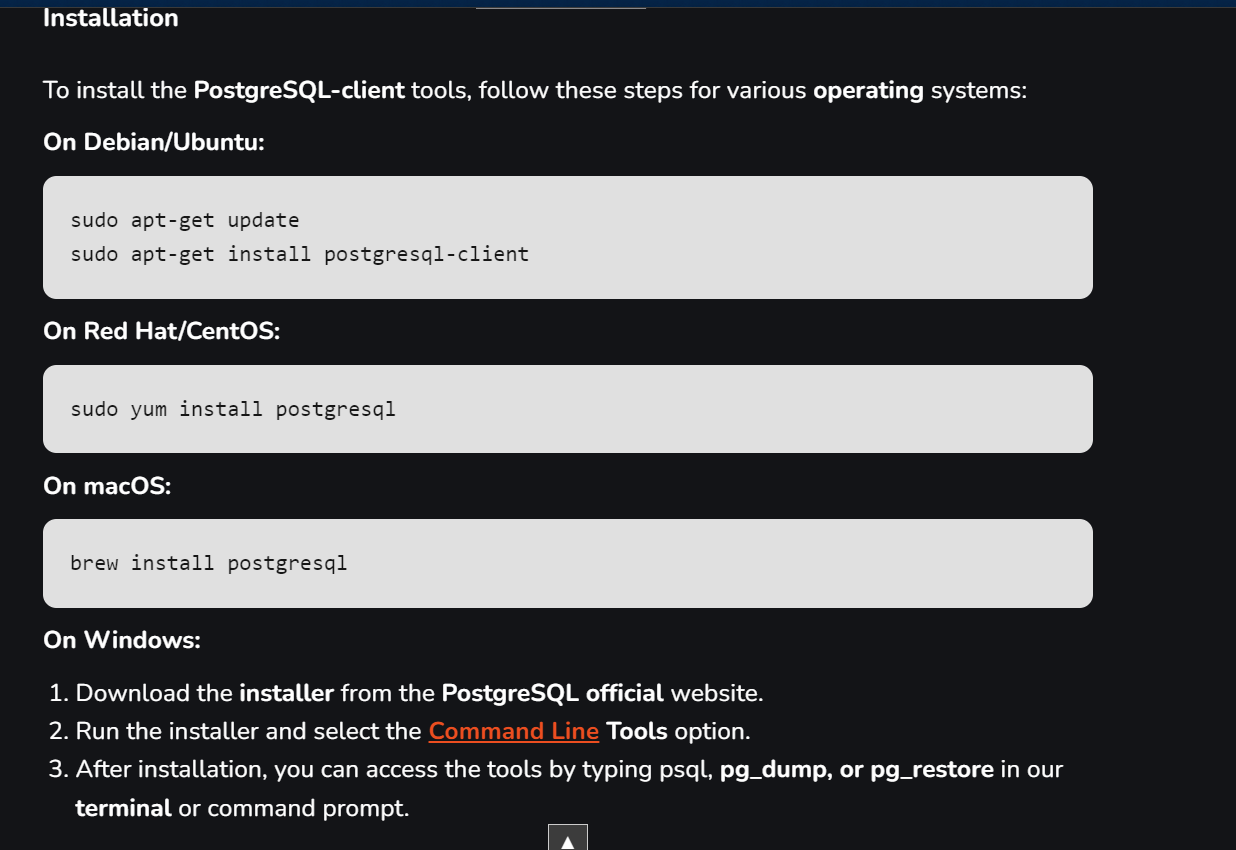 Installation
To install the PostgreSQL-client tools, follow these steps for various operating systems:
On Debian/Ubuntu:
sudo apt-get update
sudo apt-get install postgresql-client
On Red Hat/CentOS:
sudo yum install postgresql
On macOS:
brew install postgresql
On Windows:
1. Download the installer from the PostgreSQL official website.
2. Run the installer and select the Command Line Tools option.
3. After installation, you can access the tools by typing psql, pg_dump, or pg_restore in our
terminal or command prompt.